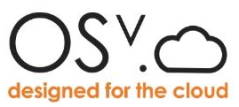 OSv.
designed for the cloud